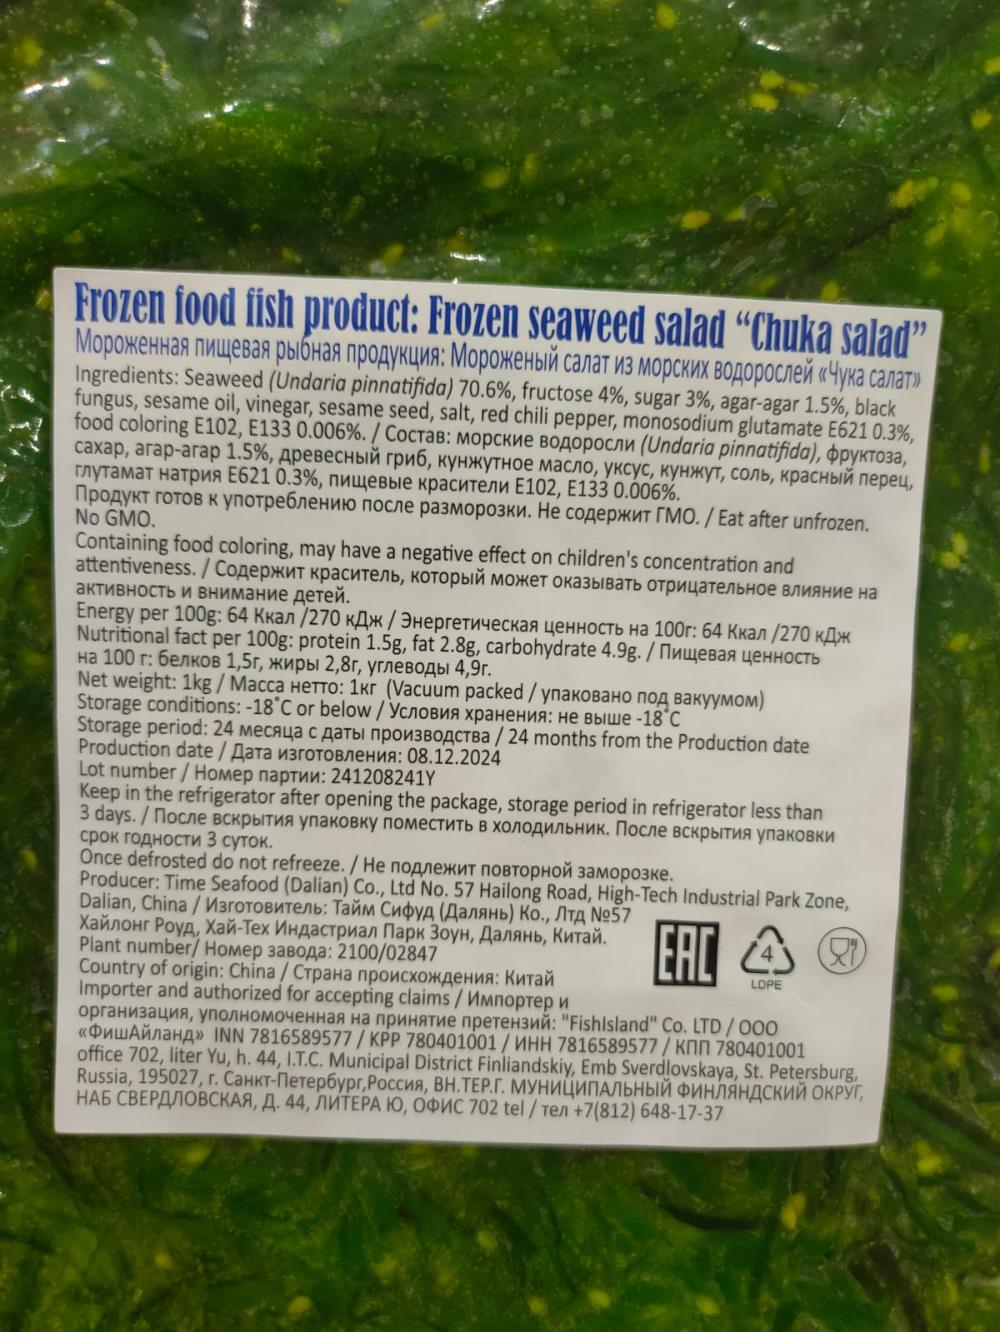 Frozen food fish product: Frozen seaweed salad “Chuka salad”
Мороженная пищевая рыбная продукция: Мороженый салат из морских водорослей «Чука салат»
Ingredients: Seaweed (Undaria pinnatifida) 70.6%, fructose 4%, sugar 3%, agar-agar 1.5%, black
fungus, sesame oil, vinegar, sesame seed, salt, red chili pepper, monosodium glutamate E621 0.3%,
food coloring E102, E133 0.006%. / Состав: морские водоросли (Undaria pinnatifida), фруктоза,
сахар, агар-агар 1.5%, древесный гриб, кунжутное масло, уксус, кунжут, соль, красный перец,
глутамат натрия E621 0.3%, пищевые красители E102, E133 0.006%.
Продукт готов к употреблению после разморозки. Не содержит ГМО. / Eat after unfrozen.
No GMO.
Containing food coloring, may have a negative effect on children's concentration and
attentiveness. / Содержит краситель, который может оказывать отрицательное влияние на
активность и внимание детей.
Energy per 100g: 64 Ккал /270 кДж / Энергетическая ценность на 100г: 64 Ккал /270 кДж
Nutritional fact per 100g: protein 1.5g, fat 2.8g, carbohydrate 4.9g. / Пищевая ценность
на 100 г: белков 1,5г, жиры 2,8г, углеводы 4,9г.
Net weight: 1kg / Масса нетто: 1кг (Vacuum packed / упаковано под вакуумом)
Storage conditions: -18˚C or below / Условия хранения: не выше -18˚C
Storage period: 24 месяца с даты производства / 24 months from the Production date
Production date / Дата изготовления: 08.12.2024
Lot number / Номер партии: 241208241Y
Keep in the refrigerator after opening the package, storage period in refrigerator less than
3 days. / После вскрытия упаковку поместить в холодильник. После вскрытия упаковки
срок годности 3 суток.
Once defrosted do not refreeze. / Не подлежит повторной заморозке.
Producer: Time Seafood (Dalian) Co., Ltd No. 57 Hailong Road, High-Tech Industrial Park Zone,
Dalian, China / Изготовитель: Тайм Сифуд (Далянь) Ко., Лтд №57
Хайлонг Роуд, Хай-Тех Индастриал Парк Зоун, Далянь, Китай.
Plant number/ Номер завода: 2100/02847
EAC 4 LDPE
Country of origin: China / Страна происхождения: Китай
Importer and authorized for accepting claims / Импортер и
организация, уполномоченная на принятие претензий: "FishIsland" Co. LTD / ООО
«ФишАйланд» INN 7816589577 / KPP 780401001 / ИНН 7816589577 / КПП 780401001
office 702, liter Yu, h. 44, I.T.C. Municipal District Finliandskiy, Emb Sverdlovskaya, St. Petersburg,
Russia, 195027, г. Санкт-Петербург,Россия, ВН.ТЕР.Г. МУНИЦИПАЛЬНЫЙ ФИНЛЯНДСКИЙ ОКРУГ,
НАБ СВЕРДЛОВСКАЯ, Д. 44, ЛИТЕРА Ю, ОФИС 702 tel / тел +7(812) 648-17-37